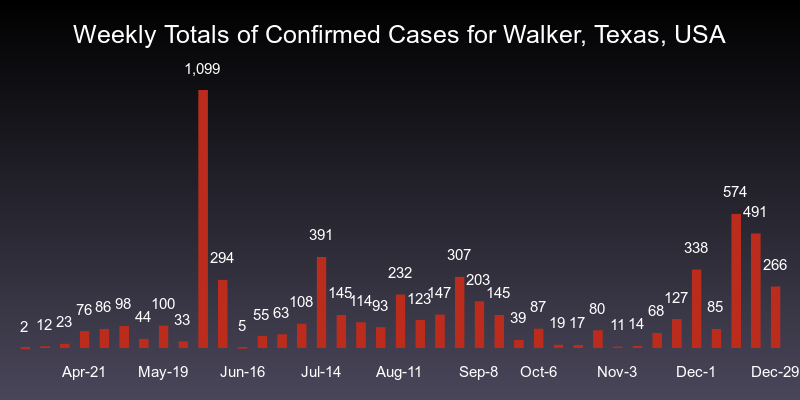 Weekly Totals of Confirmed Cases for Walker, Texas, USA
2 12 23 76 86 98 44 100 33 1,099 294 5 55 63 108 391 145 114 93 232 123 147 307 203 145 39 87 19 17 80 11 14 68 127 338 85 574 491 266
Apr-21 May-19 Jun-16 Jul-14 Aug-11 Sep-8 Oct-6 Nov-3 Dec-1 Dec-29